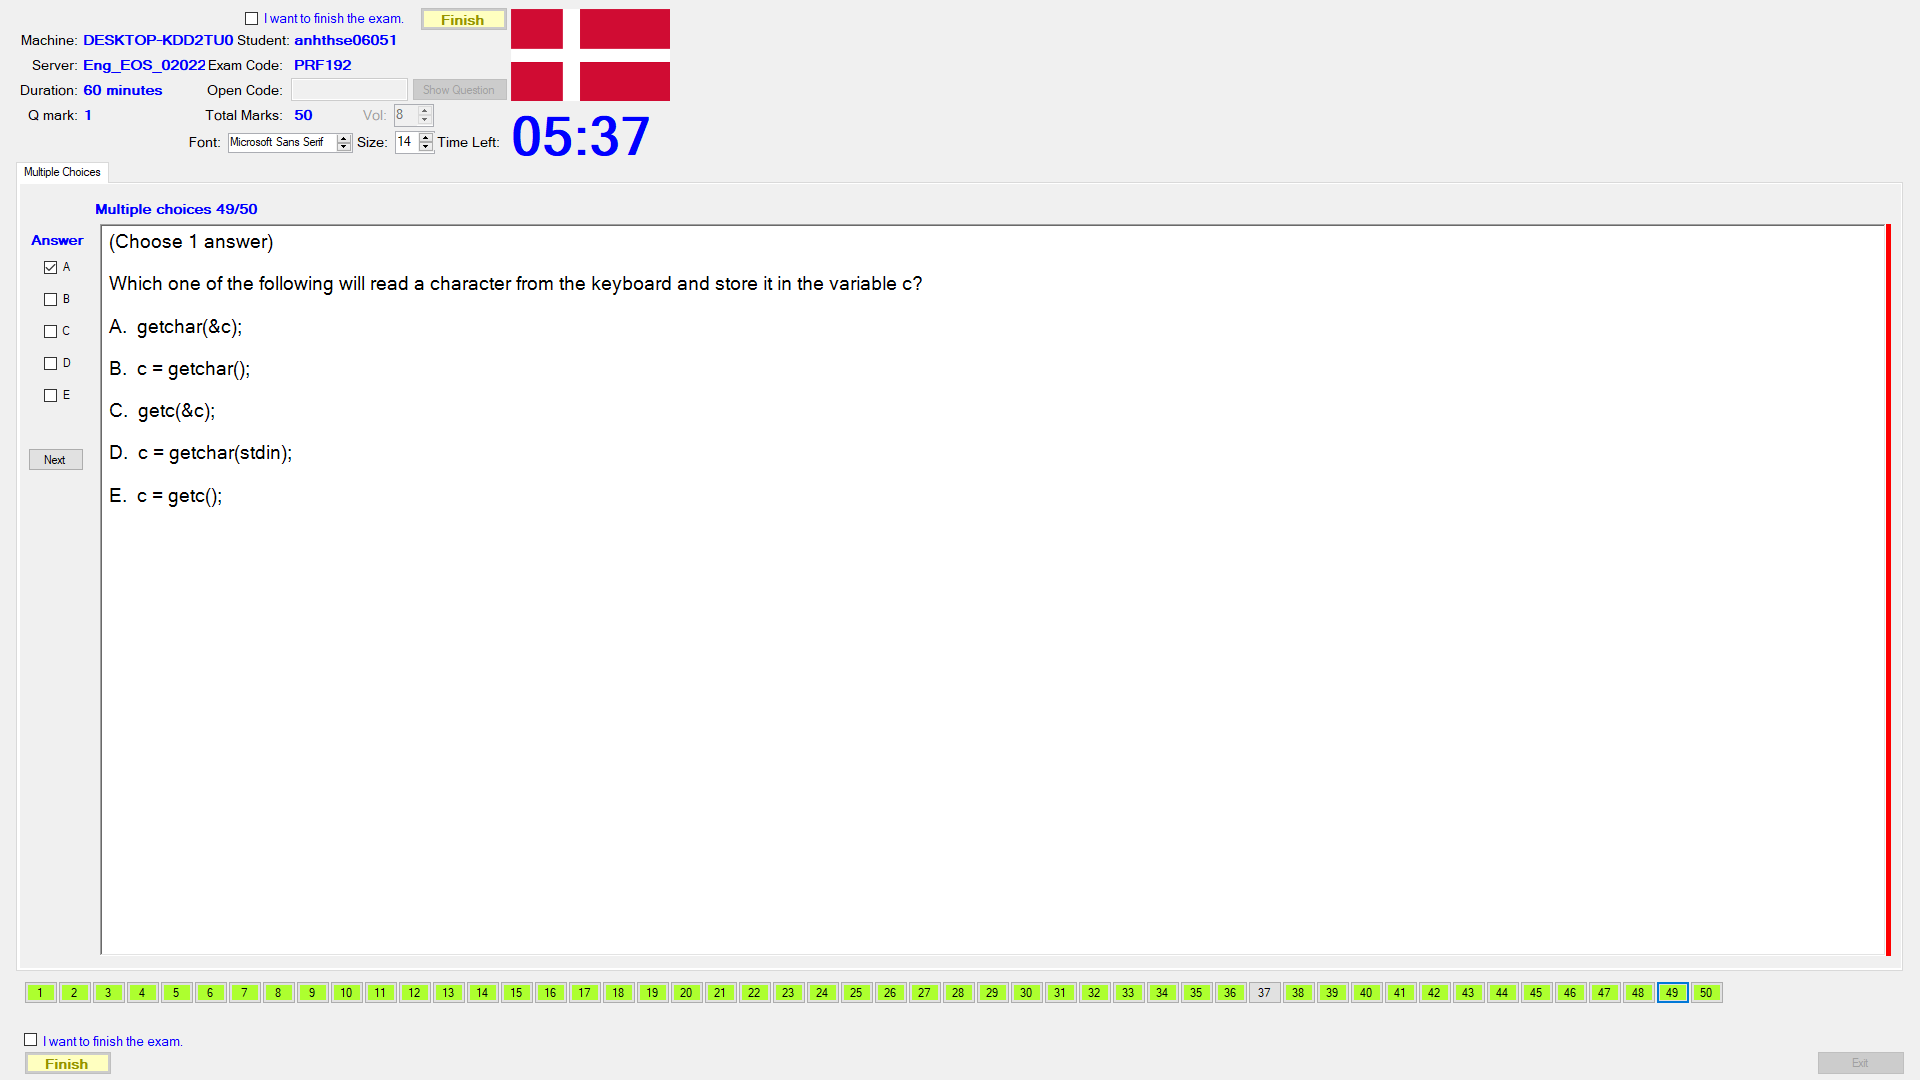 I want to finish the exam.
Finish
Machine: DESKTOP-KDD2TU0 Student: anhthse06051
Server: Eng_EOS_02022 Exam Code: PRF192
Duration: 60 minutes Open Code: Show Question
Q mark: 1 Total Marks: 50 Vol: 8
Font: Microsoft Sans Serif Size: 14 Time Left: 05:37
Multiple Choices
Multiple choices 49/50
Answer
A
B
C
D
E
Next
(Choose 1 answer)
Which one of the following will read a character from the keyboard and store it in the variable c?
A. getchar(&c);
B. c = getchar();
C. getc(&c);
D. c = getchar(stdin);
E. c = getc();
1 2 3 4 5 6 7 8 9 10 11 12 13 14 15 16 17 18 19 20 21 22 23 24 25 26 27 28 29 30 31 32 33 34 35 36 37 38 39 40 41 42 43 44 45 46 47 48 49 50
I want to finish the exam.
Finish
Exit